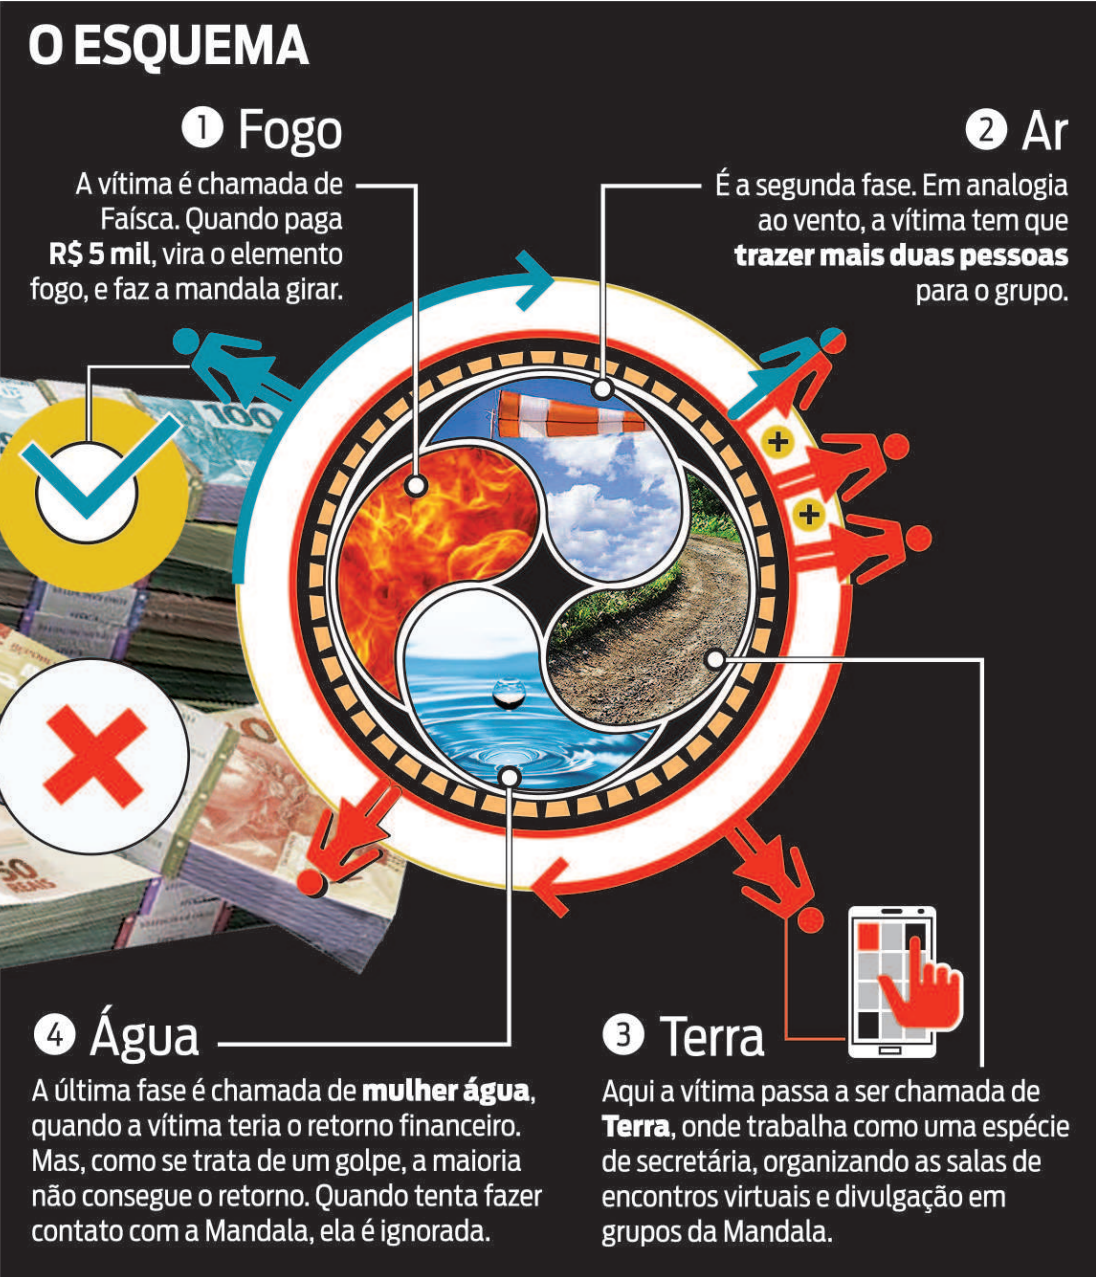 O ESQUEMA
1 Fogo
A vítima é chamada de
Faísca. Quando paga
R$ 5 mil, vira o elemento
fogo, e faz a mandala girar.
2 Ar
É a segunda fase. Em analogia
ao vento, a vítima tem que
trazer mais duas pessoas
para o grupo.
100
+
+
50
REAIS
4 Água
A última fase é chamada de mulher água,
quando a vítima teria o retorno financeiro.
Mas, como se trata de um golpe, a maioria
não consegue o retorno. Quando tenta fazer
contato com a Mandala, ela é ignorada.
3 Terra
Aqui a vítima passa a ser chamada de
Terra, onde trabalha como uma espécie
de secretária, organizando as salas de
encontros virtuais e divulgação em
grupos da Mandala.